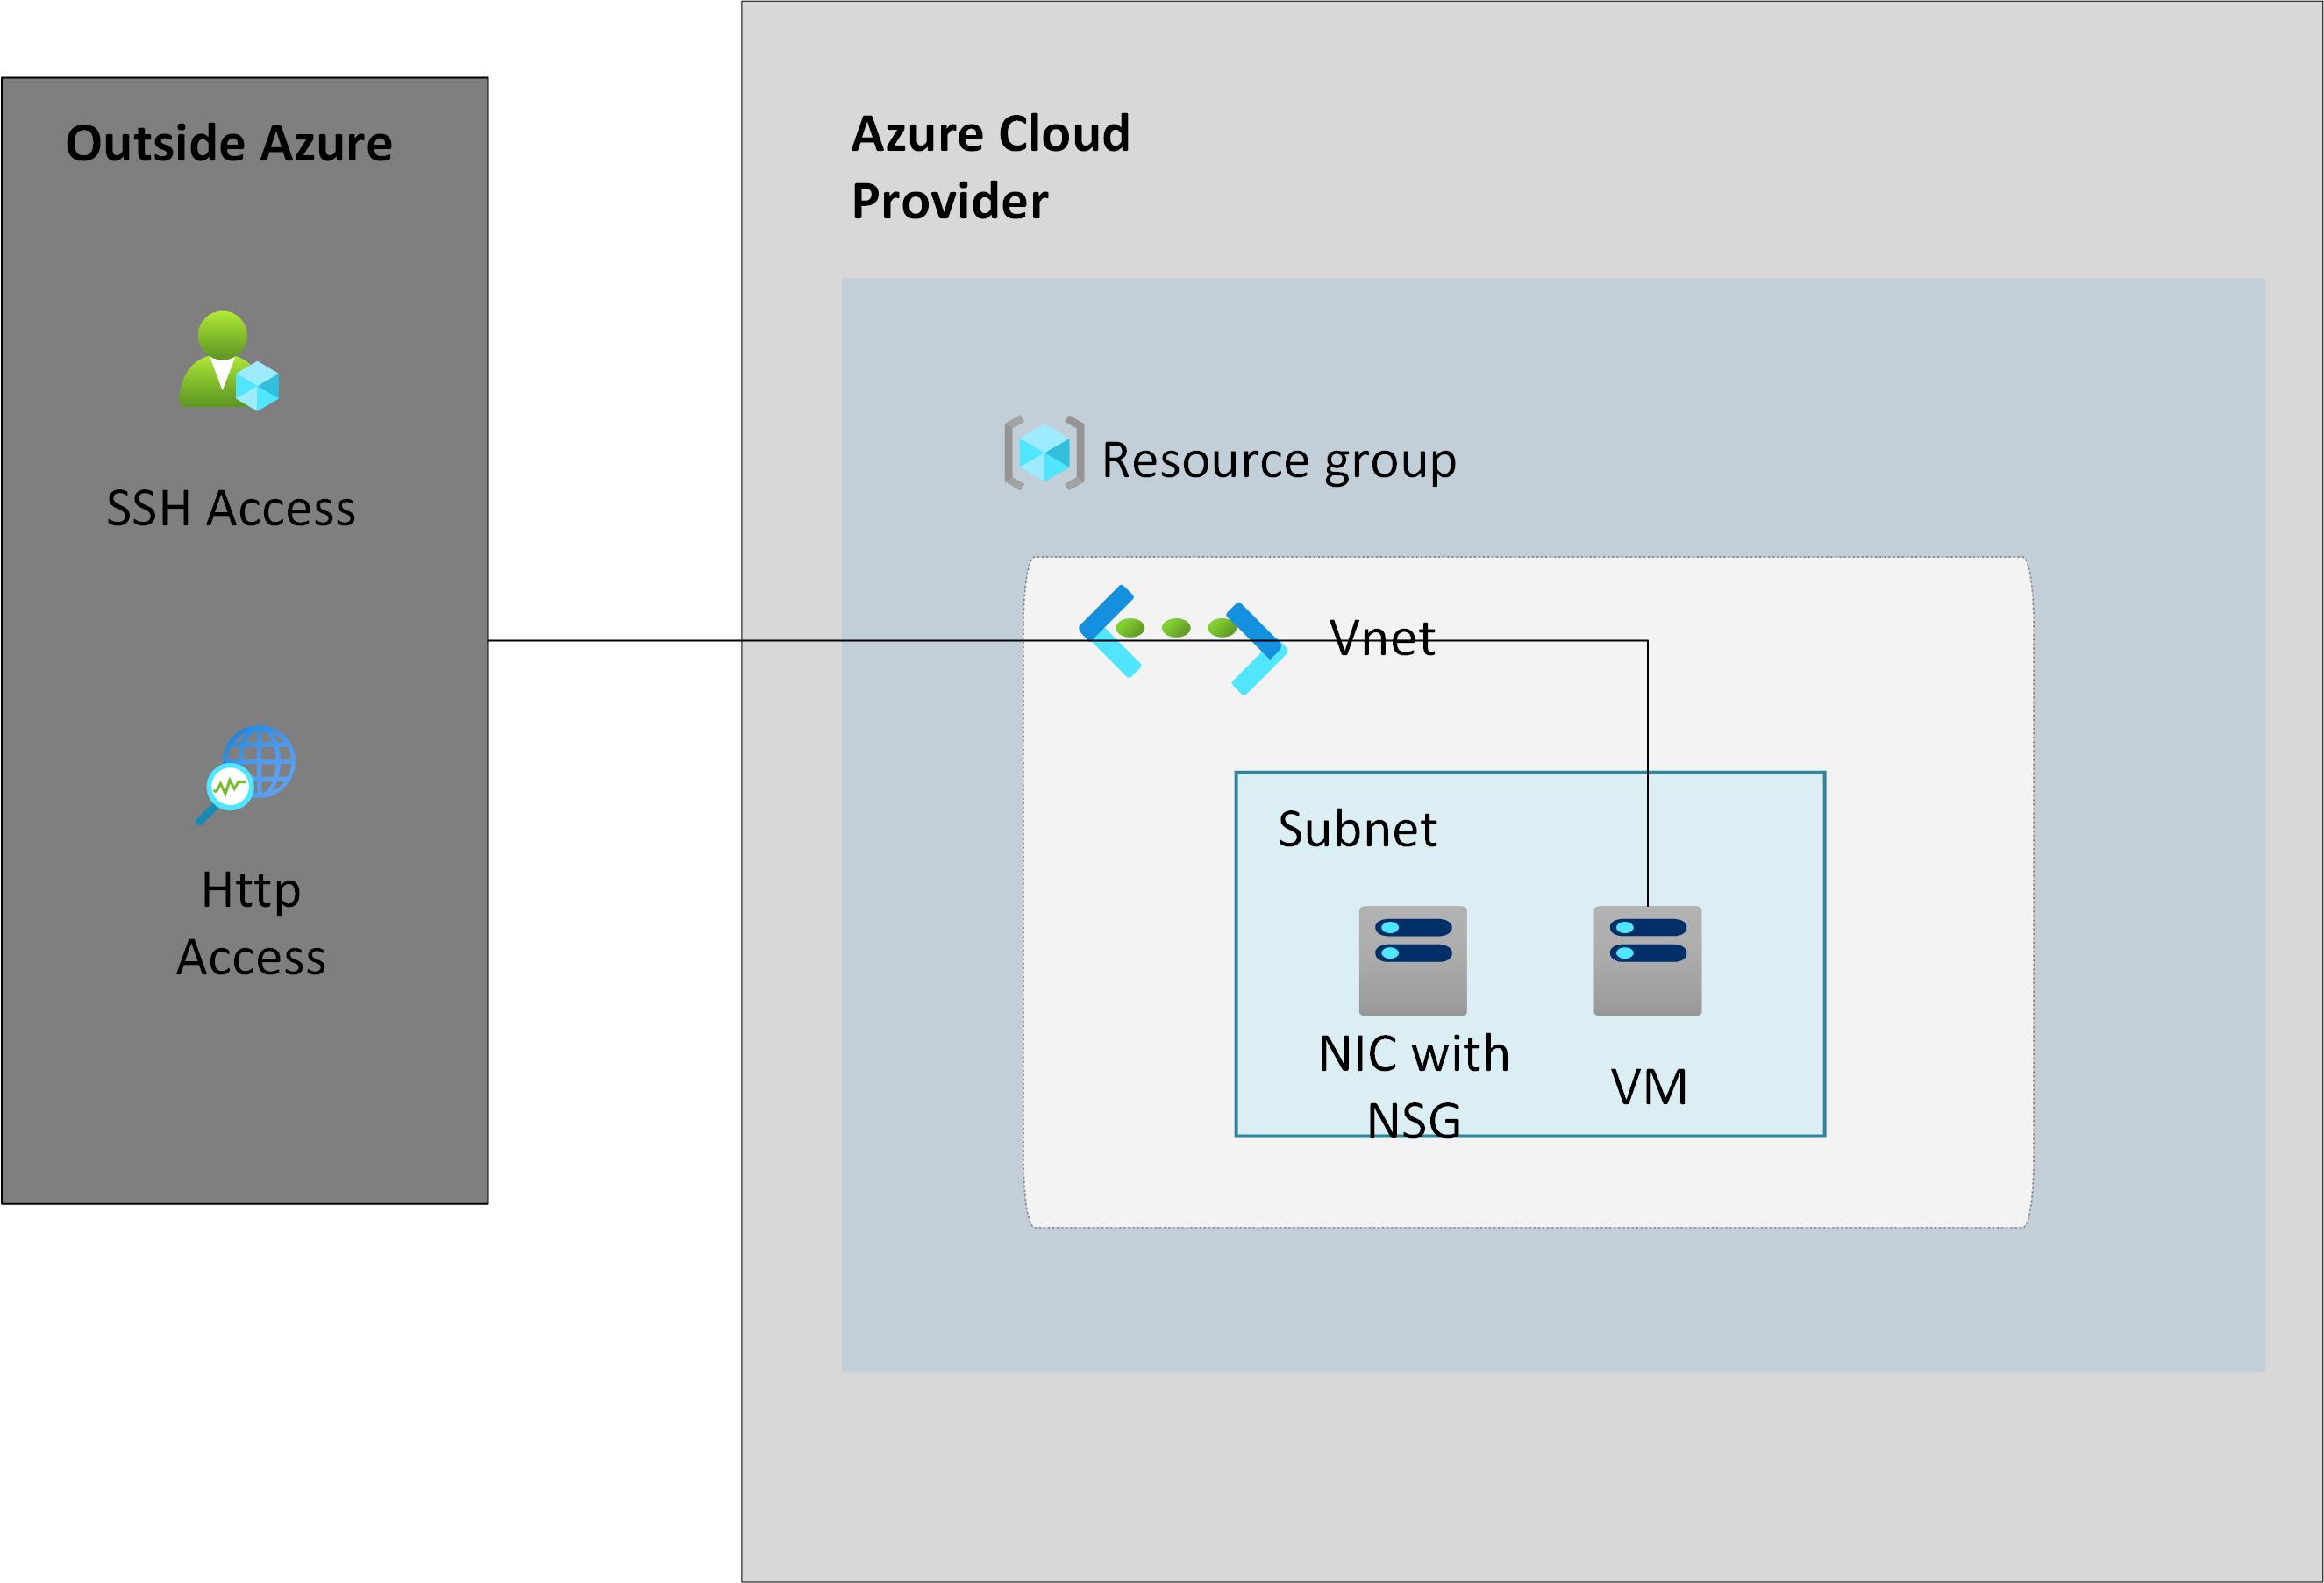 Outside Azure
SSH Access
Http
Access
Azure Cloud
Provider
Resource group
Vnet
Subnet
NIC with
NSG
VM